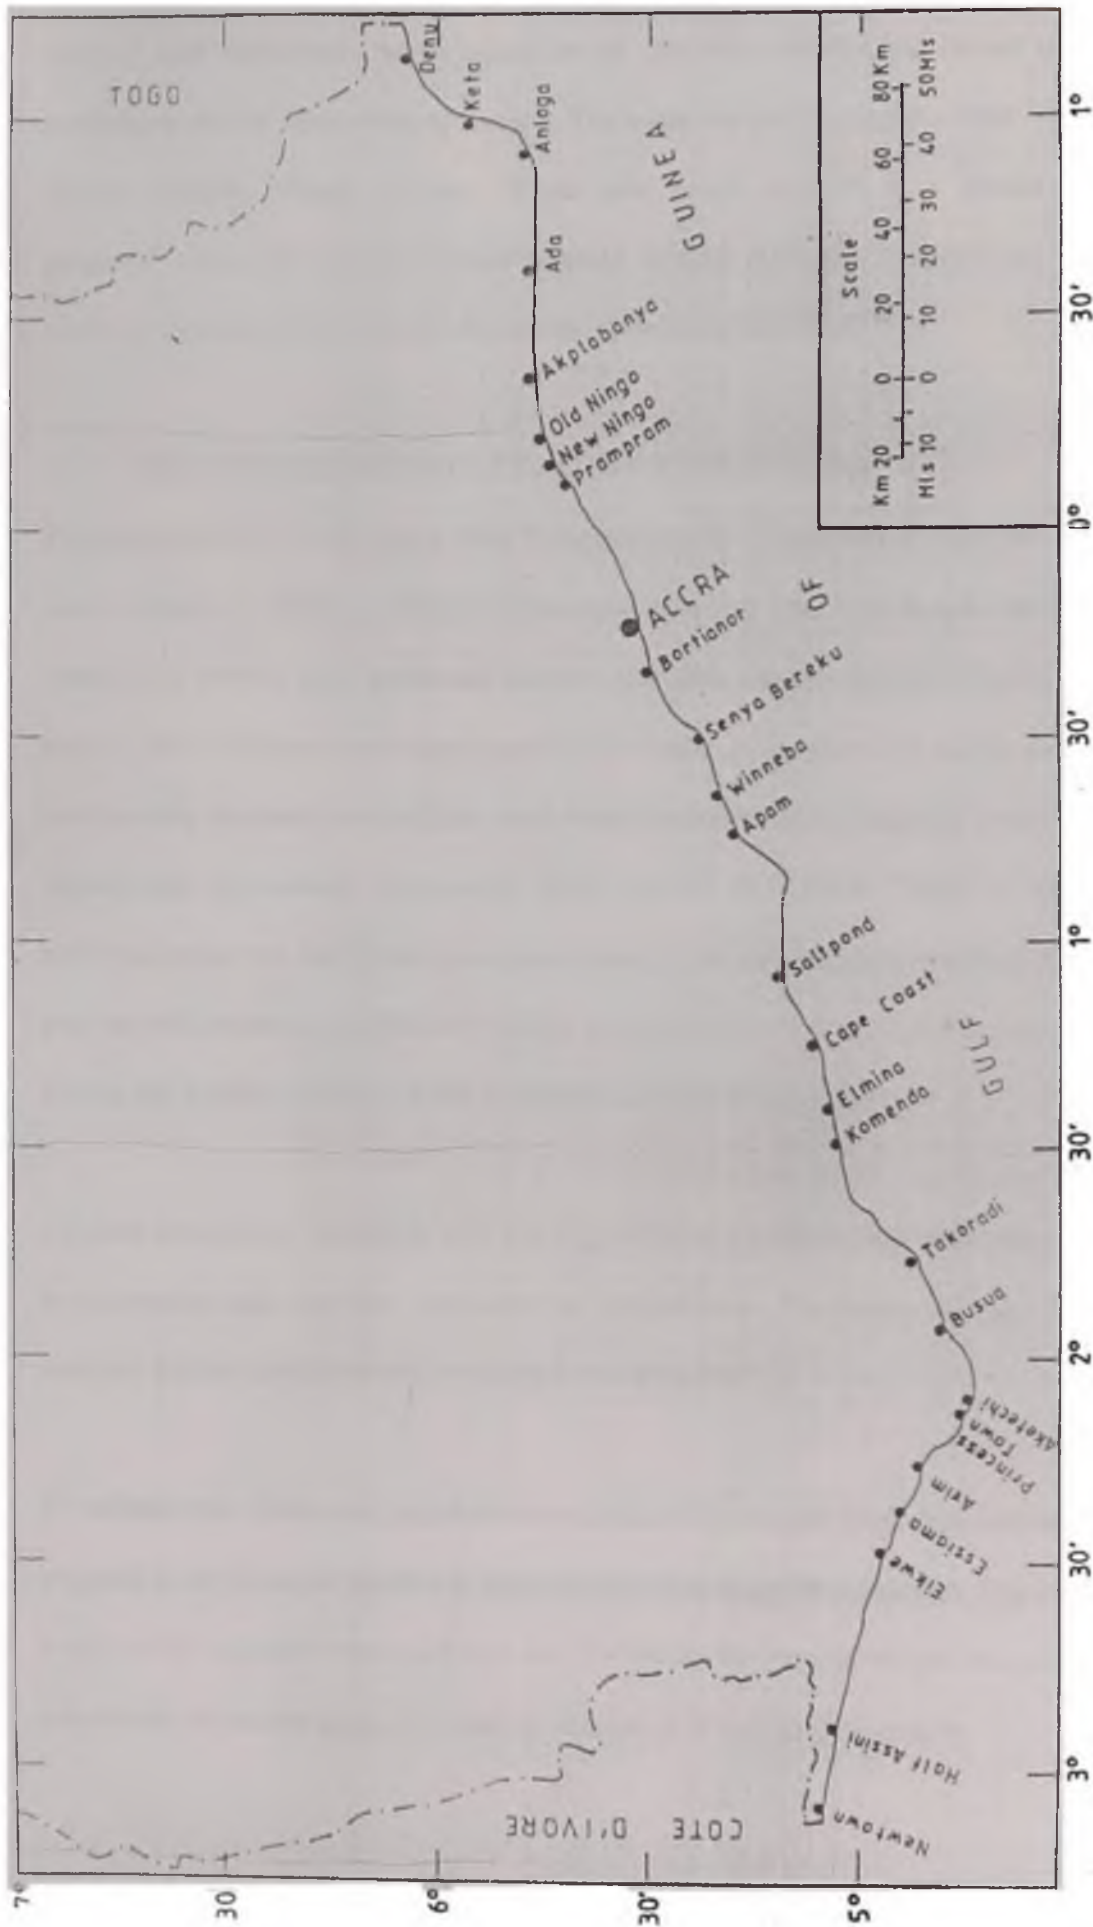 TOGO
COTE D'IVORE
Denu
Keta
Anloga
Ada
Akplabanya
Old Ningo
New Ningo
Prampram
ACCRA
Bortianor
Senya Bereku
Winneba
Apam
Saltpond
Cape Coast
Elmina
Komenda
Takoradi
Busua
Aketechi
Princess
Town
Axim
Essiama
Eikwe
Half Assini
Newtown
GULF
OF
GUINEA
Scale
Km 20 0 20 40 60 80 Km
Mls 10 0 10 20 30 40 50 Mls
7°
30
6°
30'
5°
3°
30'
2°
30'
1°
30'
0°
30'
1°